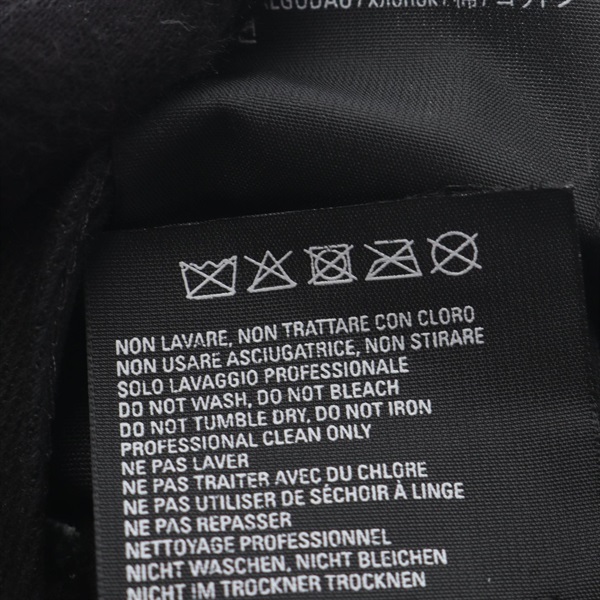 NON LAVARE, NON TRATTARE CON CLORO
NON USARE ASCIUGATRICE, NON STIRARE
SOLO LAVAGGIO PROFESSIONALE
DO NOT WASH, DO NOT BLEACH
DO NOT TUMBLE DRY, DO NOT IRON
PROFESSIONAL CLEAN ONLY
NE PAS LAVER
NE PAS TRAITER AVEC DU CHLORE
NE PAS UTILISER DE SÉCHOIR À LINGE
NE PAS REPASSER
NETTOYAGE PROFESSIONNEL
NICHT WASCHEN, NICHT BLEICHEN
NICHT IM TROCKNER TROCKNEN